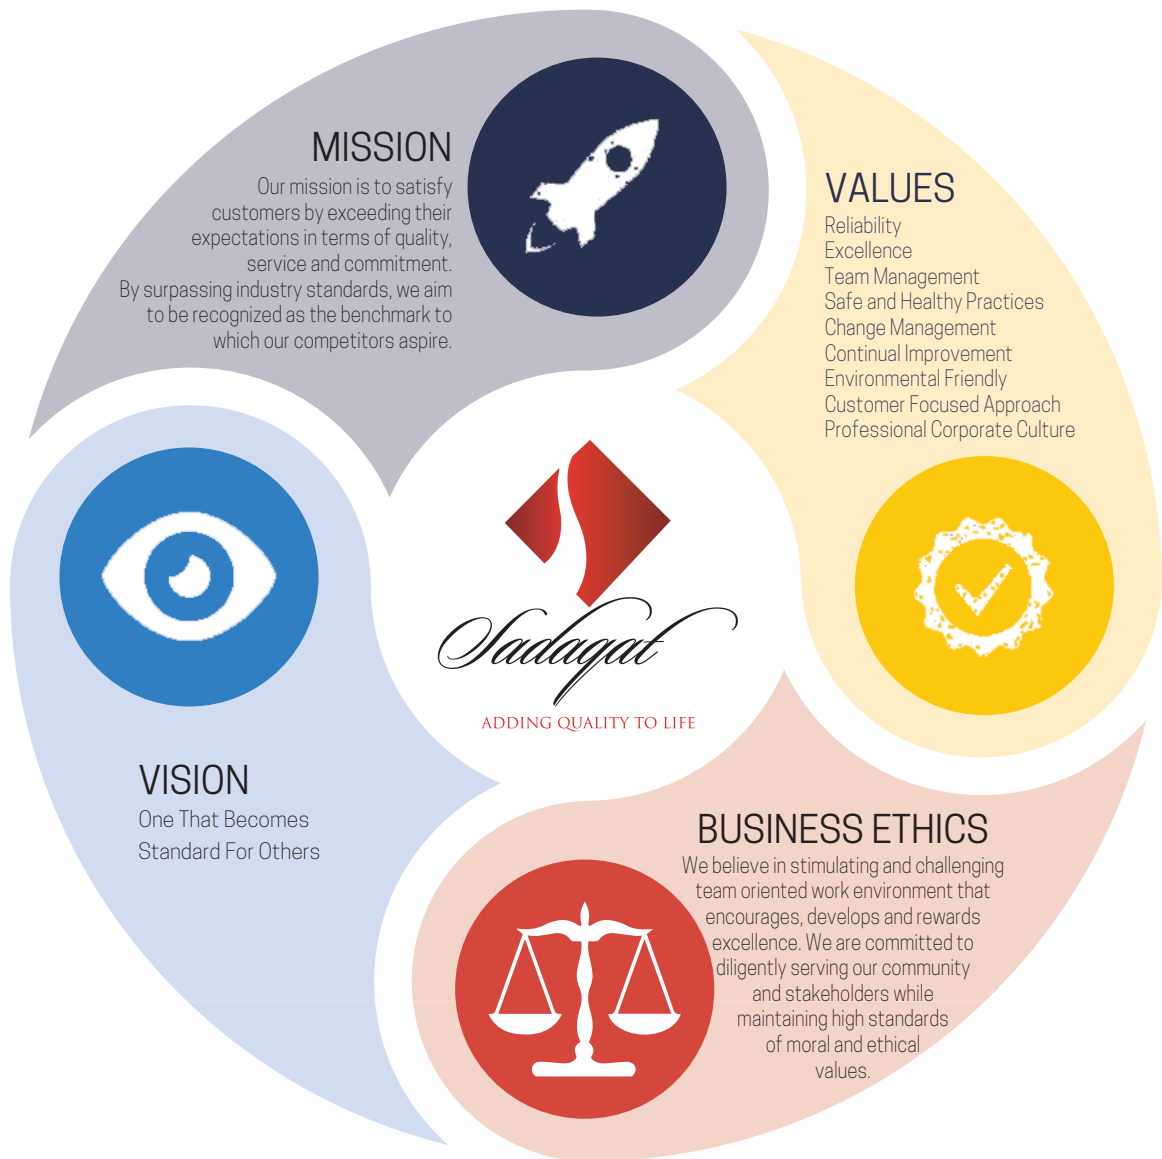 MISSION
Our mission is to satisfy
customers by exceeding their
expectations in terms of quality,
service and commitment.
By surpassing industry standards, we aim
to be recognized as the benchmark to
which our competitors aspire.
VALUES
Reliability
Excellence
Team Management
Safe and Healthy Practices
Change Management
Continual Improvement
Environmental Friendly
Customer Focused Approach
Professional Corporate Culture
Sadaqat
ADDING QUALITY TO LIFE
VISION
One That Becomes
Standard For Others
BUSINESS ETHICS
We believe in stimulating and challenging
team oriented work environment that
encourages, develops and rewards
excellence. We are committed to
diligently serving our community
and stakeholders while
maintaining high standards
of moral and ethical
values.